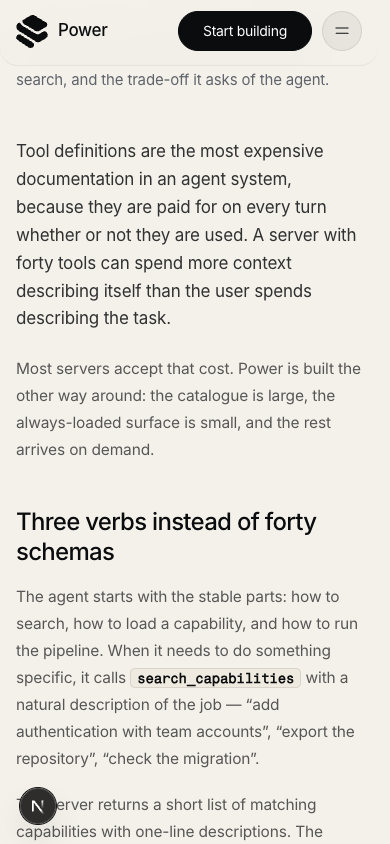 Power
Start building
search, and the trade-off it asks of the agent.
Tool definitions are the most expensive
documentation in an agent system,
because they are paid for on every turn
whether or not they are used. A server with
forty tools can spend more context
describing itself than the user spends
describing the task.
Most servers accept that cost. Power is built the
other way around: the catalogue is large, the
always-loaded surface is small, and the rest
arrives on demand.
Three verbs instead of forty
schemas
The agent starts with the stable parts: how to
search, how to load a capability, and how to run
the pipeline. When it needs to do something
specific, it calls search_capabilities with a
natural description of the job — “add
authentication with team accounts”, “export the
repository”, “check the migration”.
erver returns a short list of matching
capabilities with one-line descriptions. The
N